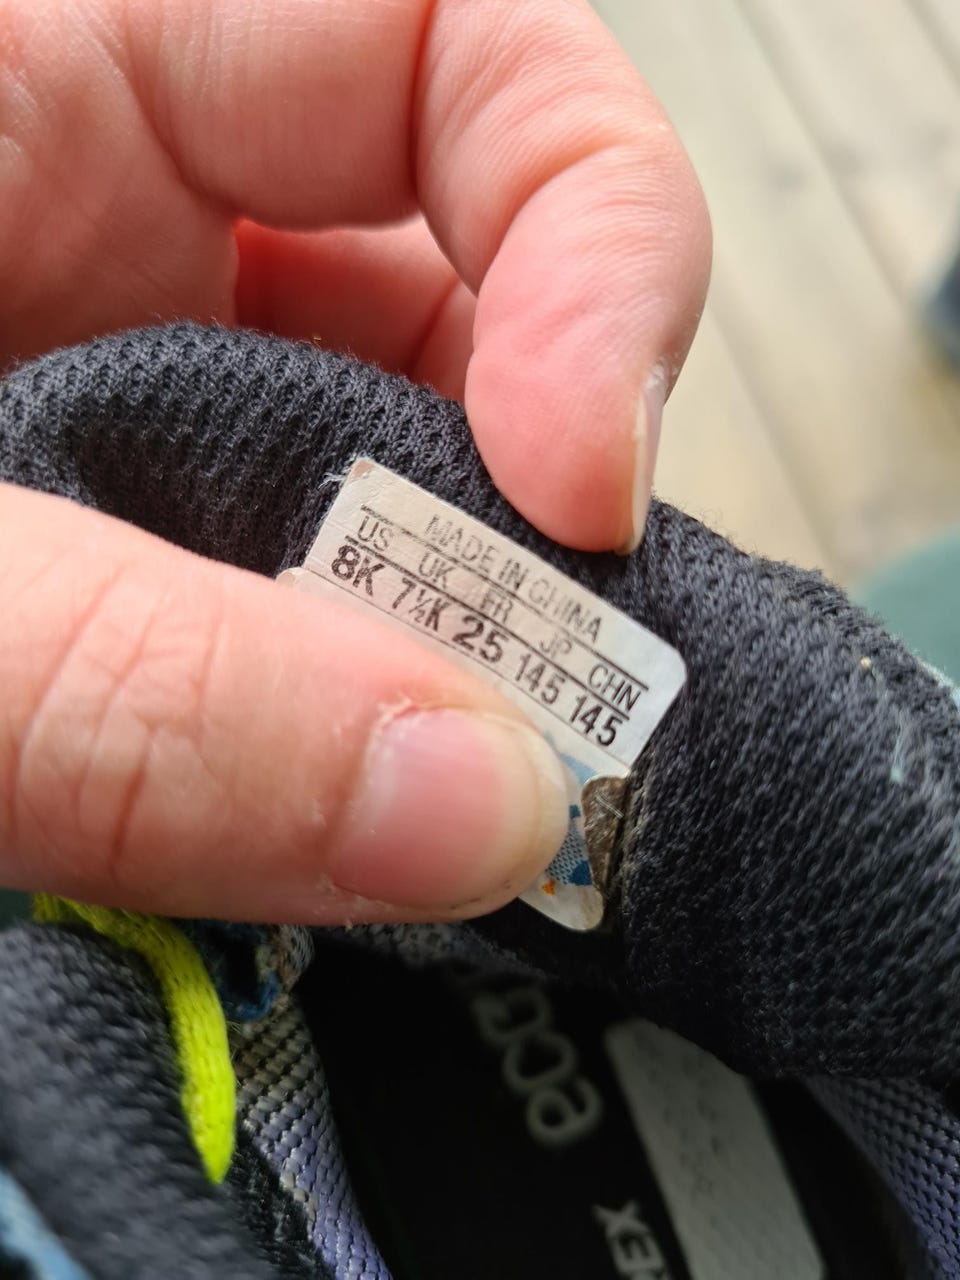 MADE IN CHINA
US UK FR JP CHN
8K 7½K 25 145 145